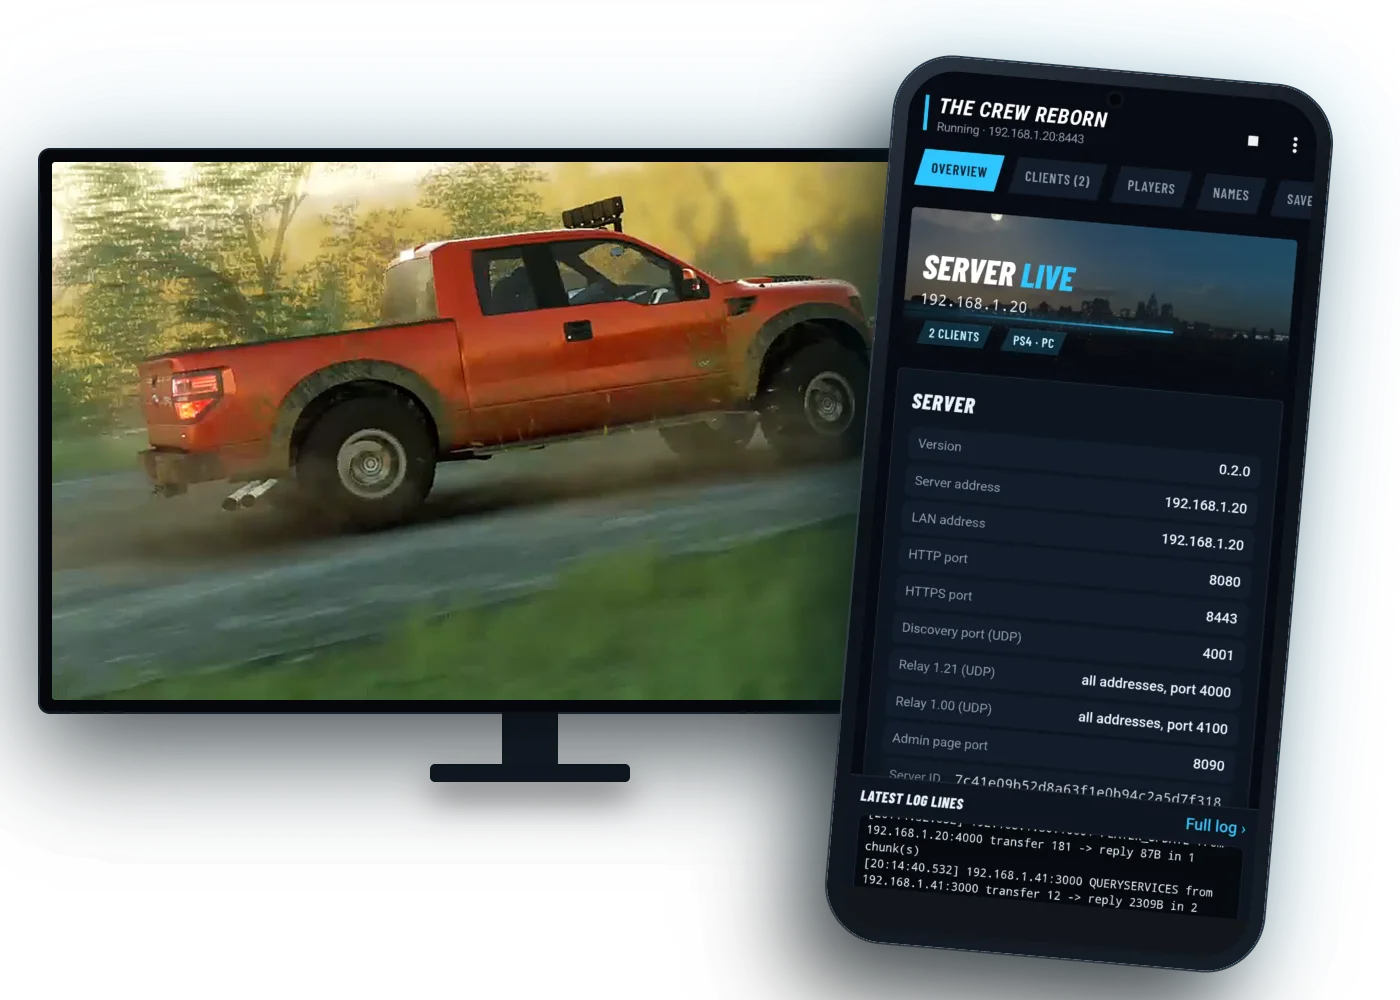 THE CREW REBORN
Running · 192.168.1.20:8443
OVERVIEW
CLIENTS (2)
PLAYERS
NAMES
SAVE
SERVER LIVE
192.168.1.20
2 CLIENTS
PS4 · PC
SERVER
Version 0.2.0
Server address 192.168.1.20
LAN address 192.168.1.20
HTTP port 8080
HTTPS port 8443
Discovery port (UDP) 4001
Relay 1.21 (UDP) all addresses, port 4000
Relay 1.00 (UDP) all addresses, port 4100
Admin page port 8090
Server ID 7c41e09b52d8a63f1e0b94c2a5d7f318
LATEST LOG LINES
Full log ›
192.168.1.20:4000 transfer 181 -> reply 87B in 1
chunk(s)
[20:14:40.532] 192.168.1.41:3000 QUERYSERVICES from
192.168.1.41:3000 transfer 12 -> reply 2309B in 2